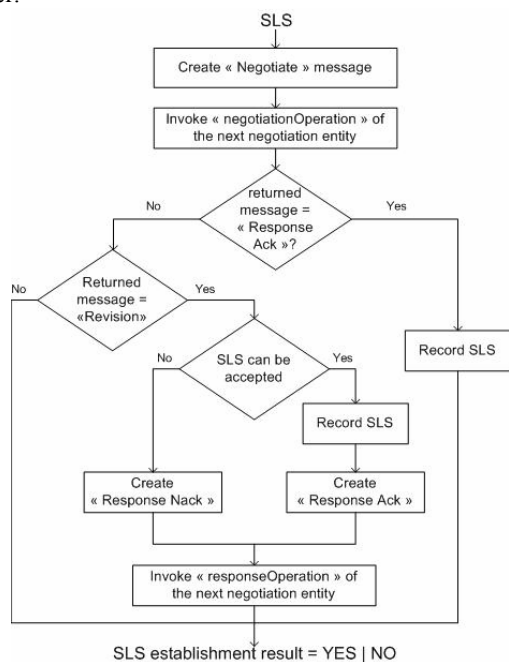 SLS
Create « Negotiate » message
Invoke « negotiationOperation » of
the next negotiation entity
returned
message =
« Response
Ack »?
No
Yes
Returned
message =
«Revision»
No
Yes
SLS can be
accepted
No
Yes
Record SLS
Record SLS
Create
« Response Nack »
Create
« Response Ack »
Invoke « responseOperation » of
the next negotiation entity
SLS establishment result = YES | NO